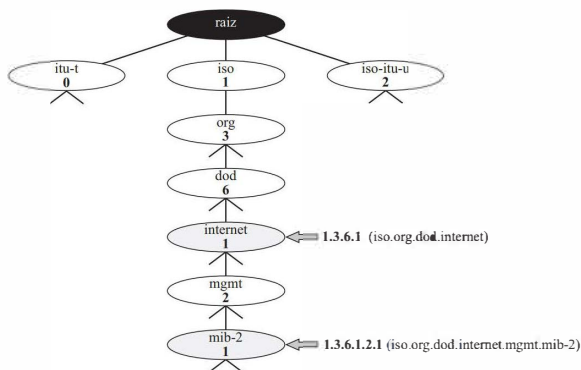 raiz
itu-t
0
iso
1
iso-itu-u
2
org
3
dod
6
internet
1
1.3.6.1 (iso.org.dod.internet)
mgmt
2
mib-2
1
1.3.6.1.2.1 (iso.org.dod.internet.mgmt.mib-2)